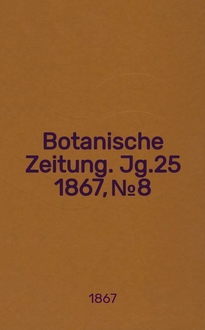 Botanische
Zeitung. Jg.25
1867, №8
1867